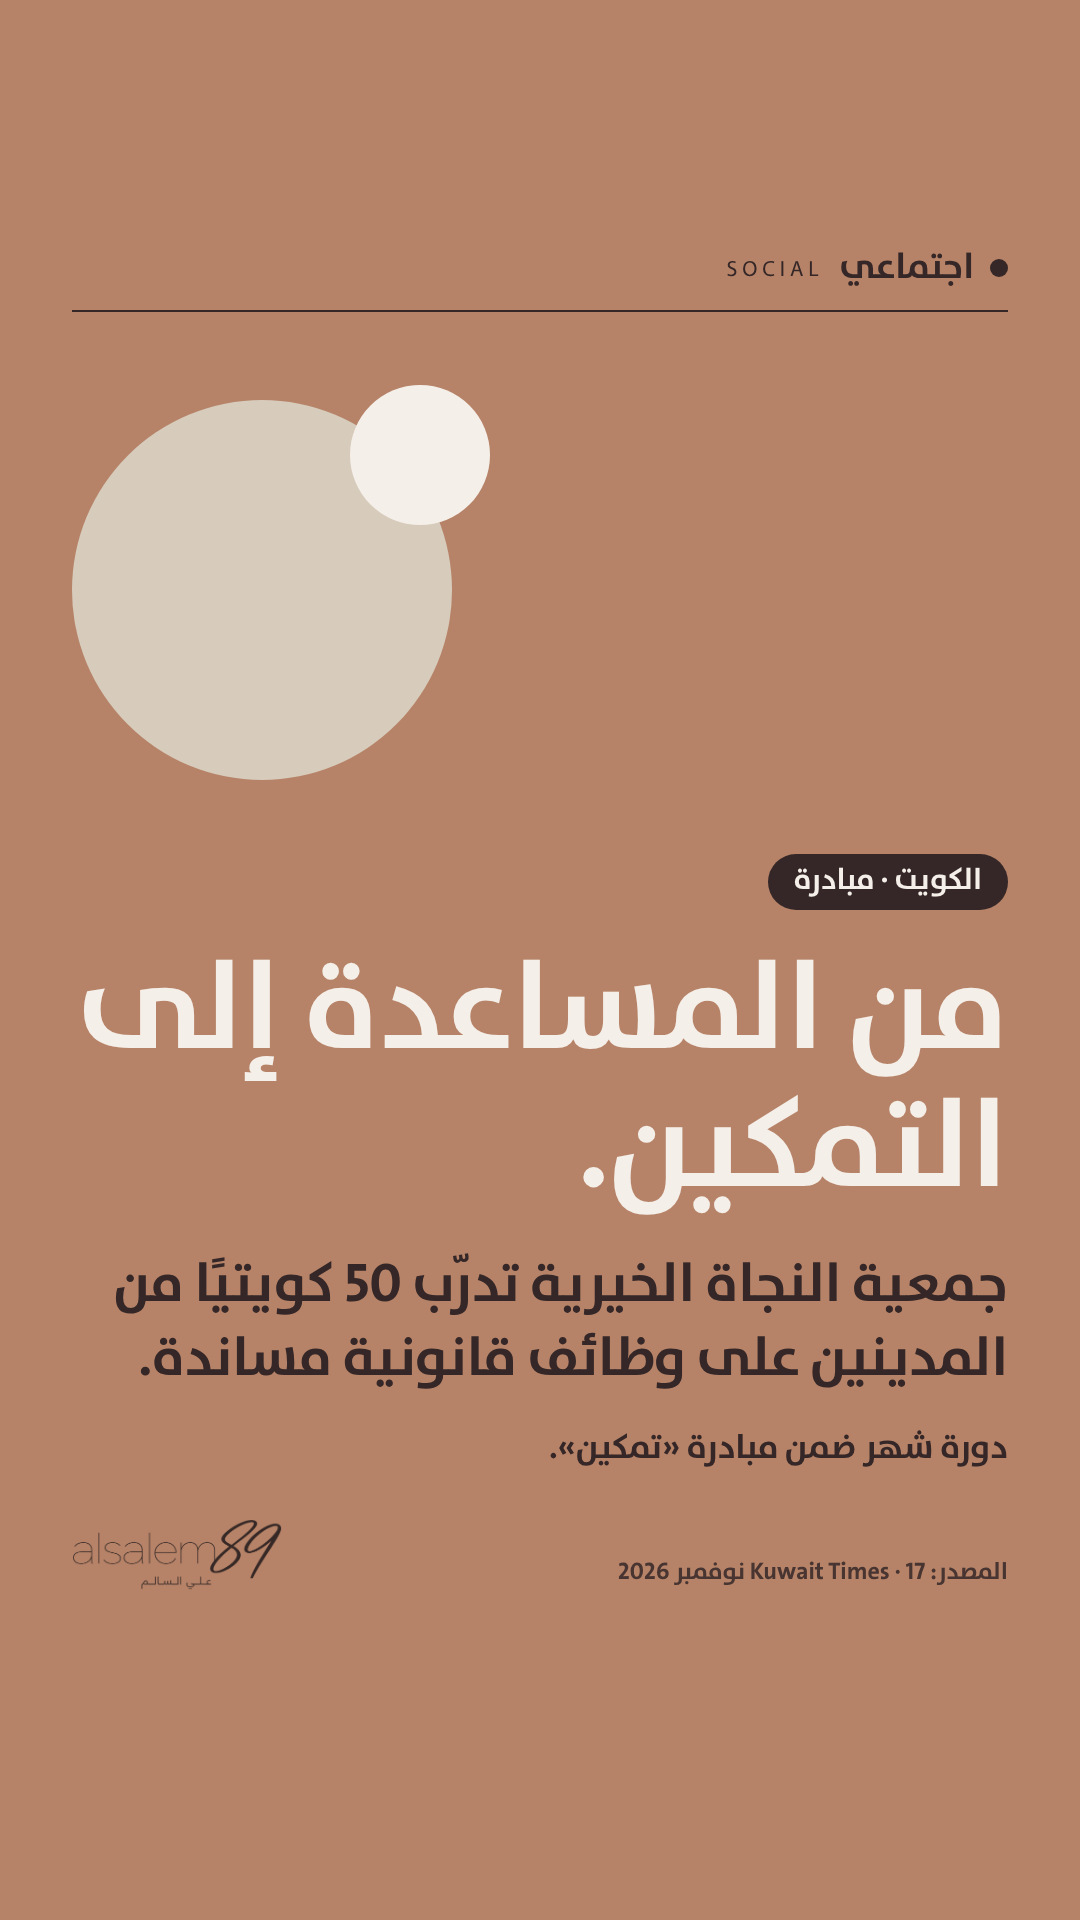 اجتماعي SOCIAL
الكويت · مبادرة
من المساعدة إلى
التمكين.
جمعية النجاة الخيرية تدرّب 50 كويتيًا من
المدينين على وظائف قانونية مساندة.
دورة شهر ضمن مبادرة «تمكين».
المصدر: Kuwait Times · 17 نوفمبر 2026
alsalem89
علي السالم